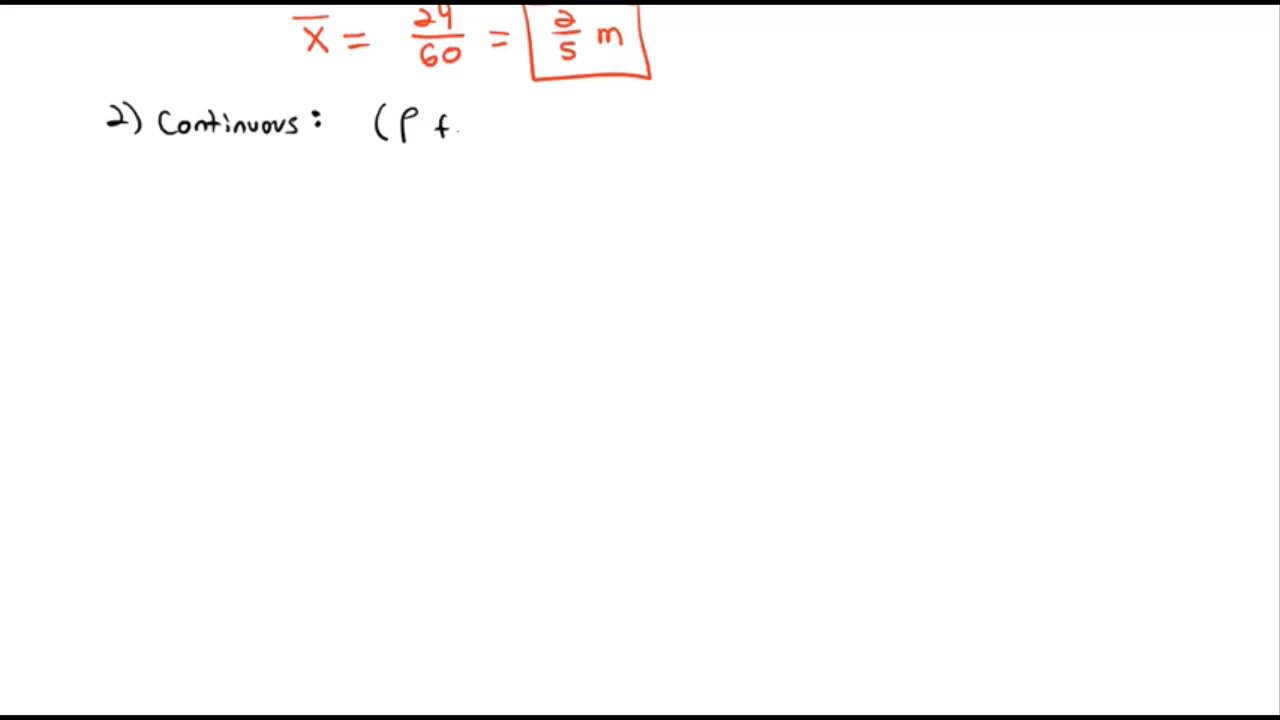 x̄ = 24/60 = 2/5 m
2) Continuous: (ρ f